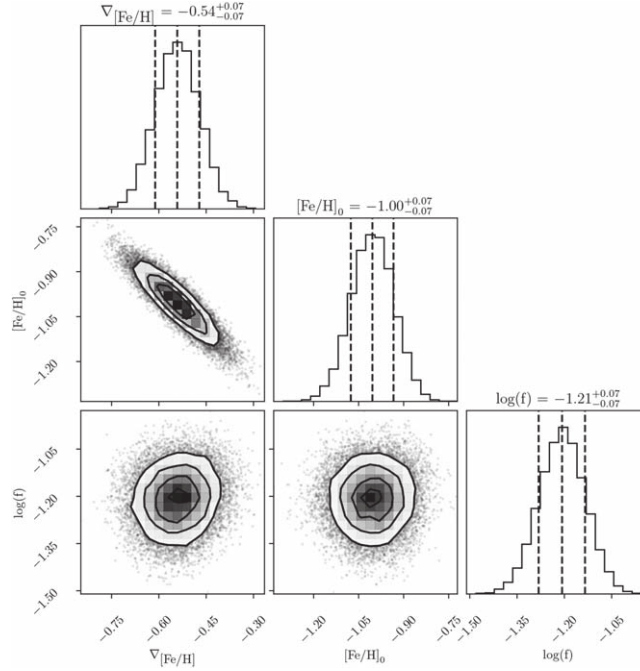 ∇[Fe/H] = −0.54+0.07−0.07
[Fe/H]0 = −1.00+0.07−0.07
−0.75
−0.90
−1.05
−1.20
[Fe/H]0
log(f) = −1.21+0.07−0.07
−1.05
−1.20
−1.35
−1.50
log(f)
−0.75 −0.60 −0.45 −0.30
−1.20 −1.05 −0.90 −0.75
−1.50 −1.35 −1.20 −1.05
∇[Fe/H] [Fe/H]0 log(f)